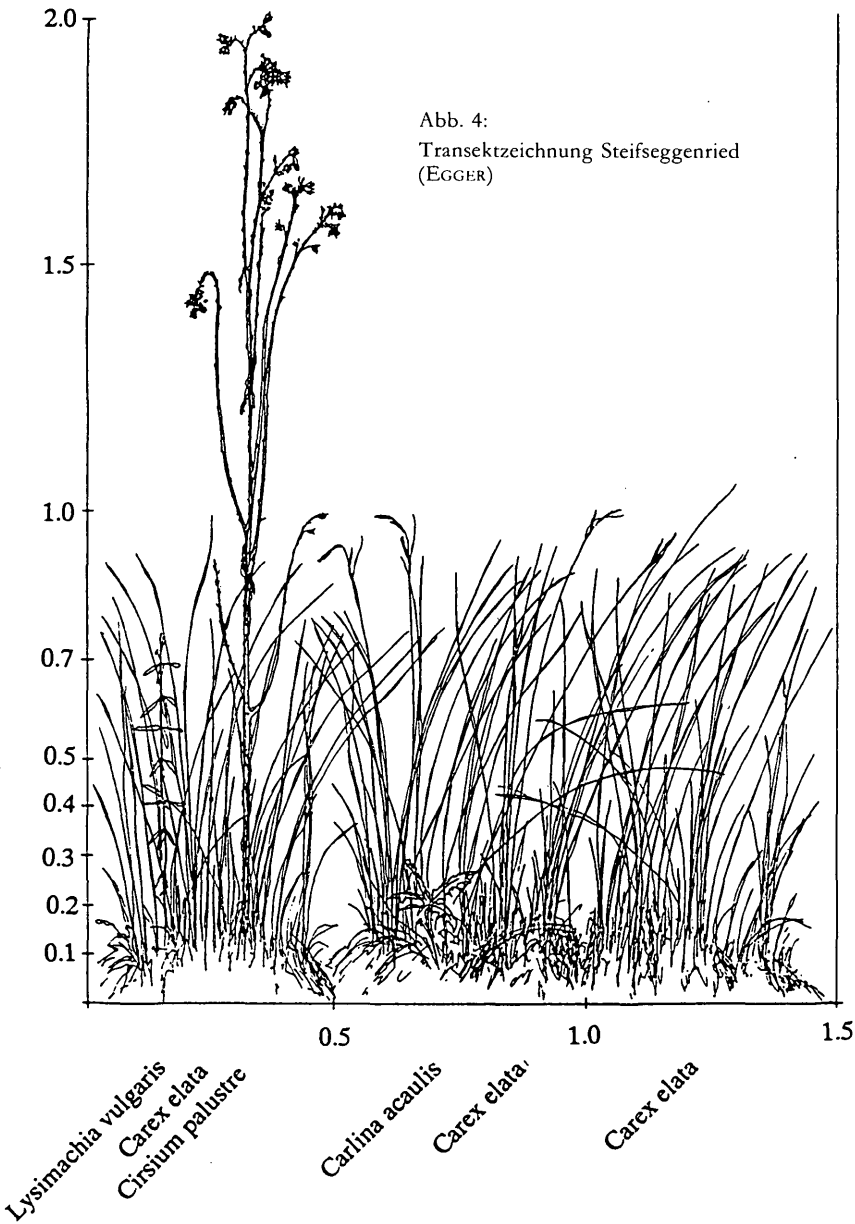 2.0
Abb. 4:
Transektzeichnung Steifseggenried
(EGGER)
1.5
1.0
0.7
0.5
0.4
0.3
0.2
0.1
0.5
1.0
1.5
Lysimachia vulgaris
Carex elata
Cirsium palustre
Carlina acaulis
Carex elata
Carex elata